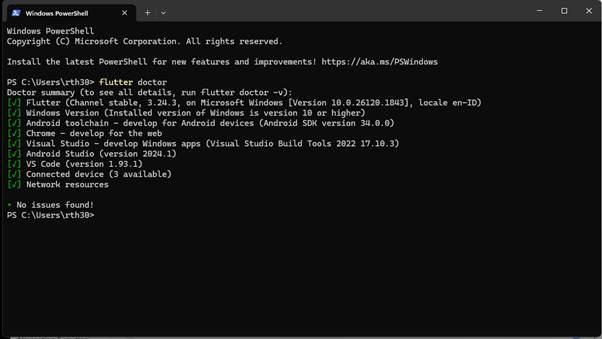 Windows PowerShell
Windows PowerShell
Copyright (C) Microsoft Corporation. All rights reserved.
Install the latest PowerShell for new features and improvements! https://aka.ms/PSWindows
PS C:\Users\rth30> flutter doctor
Doctor summary (to see all details, run flutter doctor -v):
[√] Flutter (Channel stable, 3.24.3, on Microsoft Windows [Version 10.0.26120.1843], locale en-ID)
[√] Windows Version (Installed version of Windows is version 10 or higher)
[√] Android toolchain - develop for Android devices (Android SDK version 34.0.0)
[√] Chrome - develop for the web
[√] Visual Studio - develop Windows apps (Visual Studio Build Tools 2022 17.10.3)
[√] Android Studio (version 2024.1)
[√] VS Code (version 1.93.1)
[√] Connected device (3 available)
[√] Network resources
• No issues found!
PS C:\Users\rth30>